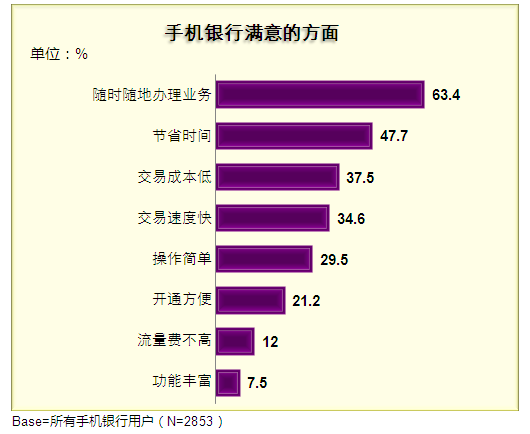 手机银行满意的方面
单位：%
随时随地办理业务 63.4
节省时间 47.7
交易成本低 37.5
交易速度快 34.6
操作简单 29.5
开通方便 21.2
流量费不高 12
功能丰富 7.5
Base=所有手机银行用户（N=2853）